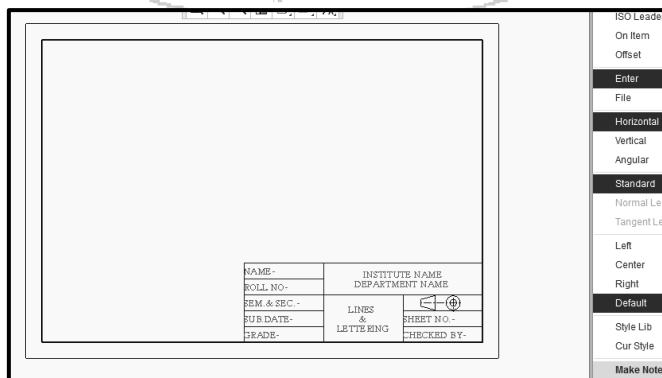 NAME-
ROLL NO-
SEM. & SEC.-
SUB.DATE-
GRADE-
INSTITUTE NAME
DEPARTMENT NAME
LINES
&
LETTERING
SHEET NO.-
CHECKED BY-
ISO Leade
On Item
Offset
Enter
File
Horizontal
Vertical
Angular
Standard
Normal Le
Tangent Le
Left
Center
Right
Default
Style Lib
Cur Style
Make Note